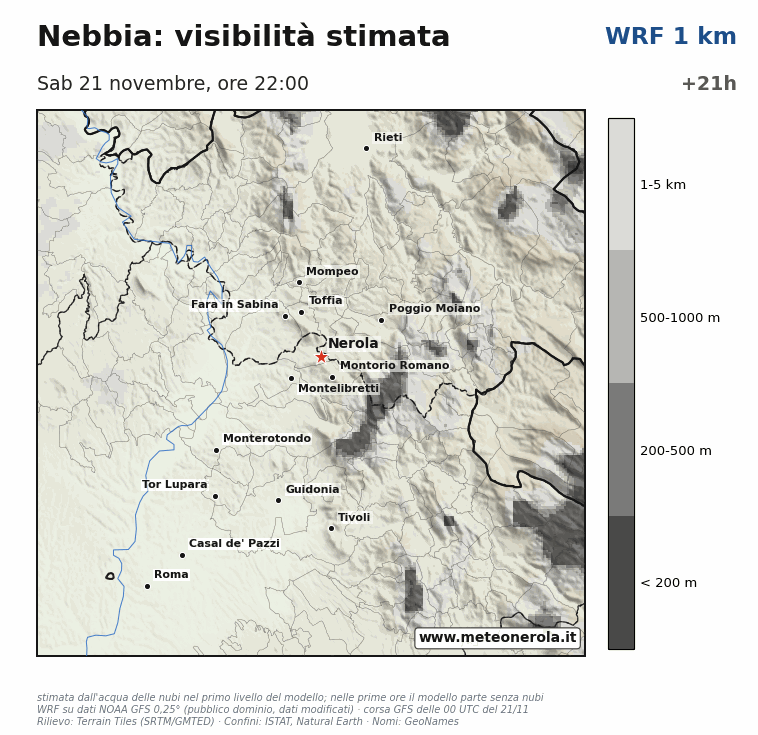 Nebbia: visibilità stimata
WRF 1 km
Sab 21 novembre, ore 22:00
+21h
Rieti
1-5 km
Mompeo
Fara in Sabina
Toffia
Poggio Moiano
500-1000 m
Nerola
Montorio Romano
Montelibretti
Monterotondo
200-500 m
Tor Lupara
Guidonia
Tivoli
Casal de' Pazzi
Roma
< 200 m
www.meteonerola.it
stimata dall'acqua delle nubi nel primo livello del modello; nelle prime ore il modello parte senza nubi
WRF su dati NOAA GFS 0,25° (pubblico dominio, dati modificati) · corsa GFS delle 00 UTC del 21/11
Rilievo: Terrain Tiles (SRTM/GMTED) · Confini: ISTAT, Natural Earth · Nomi: GeoNames